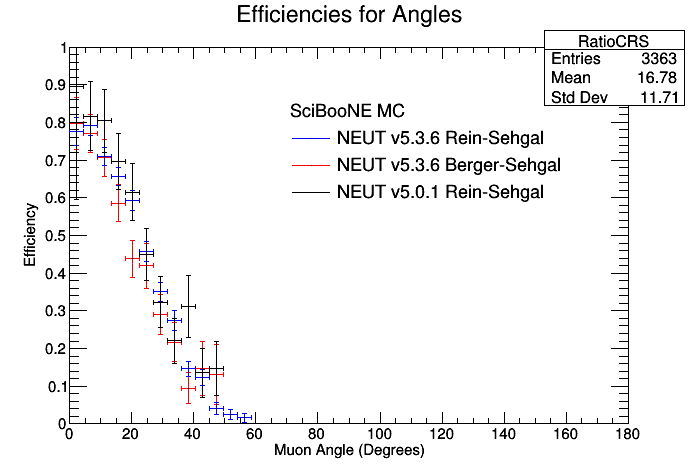 Efficiencies for Angles
RatioCRS
Entries 3363
Mean 16.78
Std Dev 11.71
SciBooNE MC
NEUT v5.3.6 Rein-Sehgal
NEUT v5.3.6 Berger-Sehgal
NEUT v5.0.1 Rein-Sehgal
Efficiency
1
0.9
0.8
0.7
0.6
0.5
0.4
0.3
0.2
0.1
0
0 20 40 60 80 100 120 140 160 180
Muon Angle (Degrees)